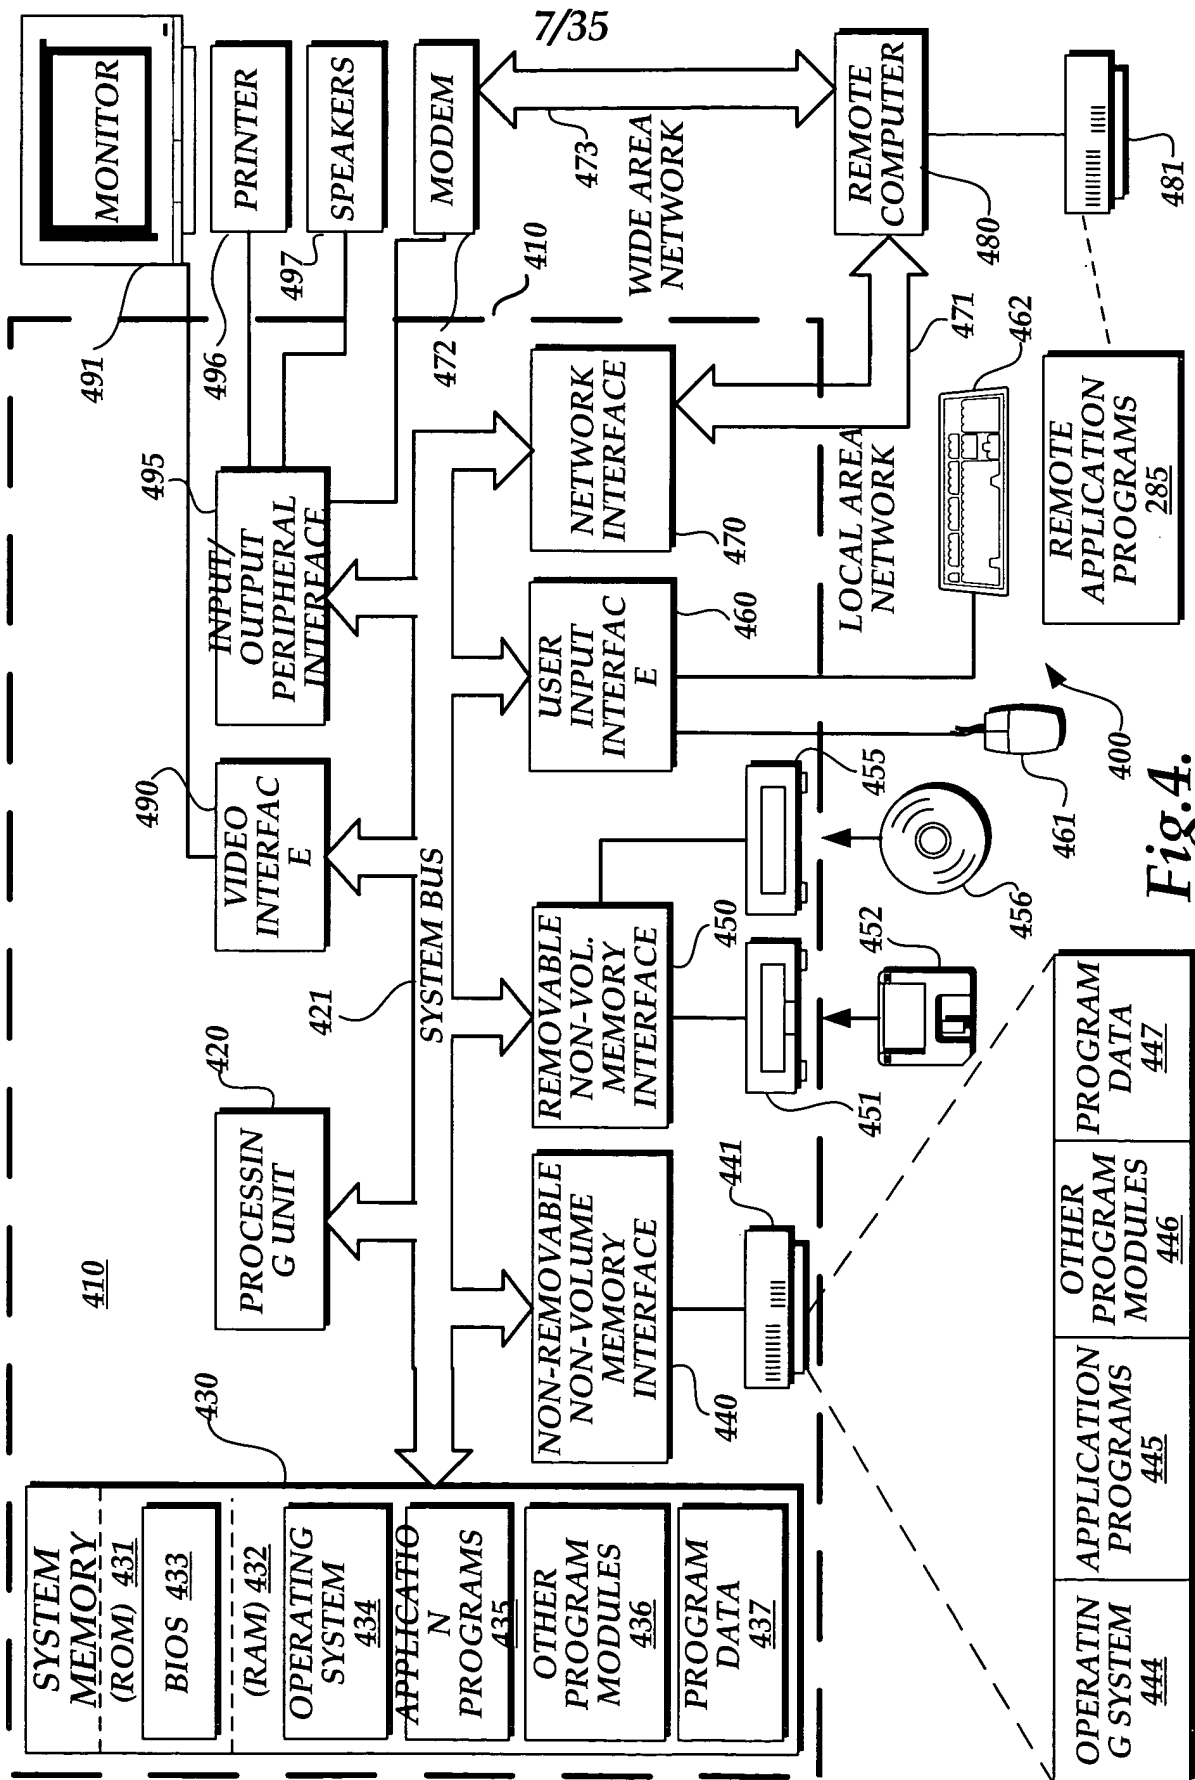 7/35
410
SYSTEM
MEMORY
(ROM) 431
BIOS 433
(RAM) 432
OPERATING
SYSTEM
434
APPLICATIO
N
PROGRAMS
435
OTHER
PROGRAM
MODULES
436
PROGRAM
DATA
437
430
PROCESSIN
G UNIT
420
421
SYSTEM BUS
VIDEO
INTERFAC
E
490
INPUT/
OUTPUT
PERIPHERAL
INTERFACE
495
MONITOR
491
PRINTER
496
SPEAKERS
497
MODEM
472
410
NON-REMOVABLE
NON-VOLUME
MEMORY
INTERFACE
440
REMOVABLE
NON-VOL.
MEMORY
INTERFACE
450
USER
INPUT
INTERFAC
E
460
NETWORK
INTERFACE
470
473
WIDE AREA
NETWORK
441
451
452
455
456
LOCAL AREA
NETWORK
471
REMOTE
COMPUTER
480
481
461
462
400
REMOTE
APPLICATION
PROGRAMS
285
OPERATIN
G SYSTEM
444
APPLICATION
PROGRAMS
445
OTHER
PROGRAM
MODULES
446
PROGRAM
DATA
447
Fig.4.